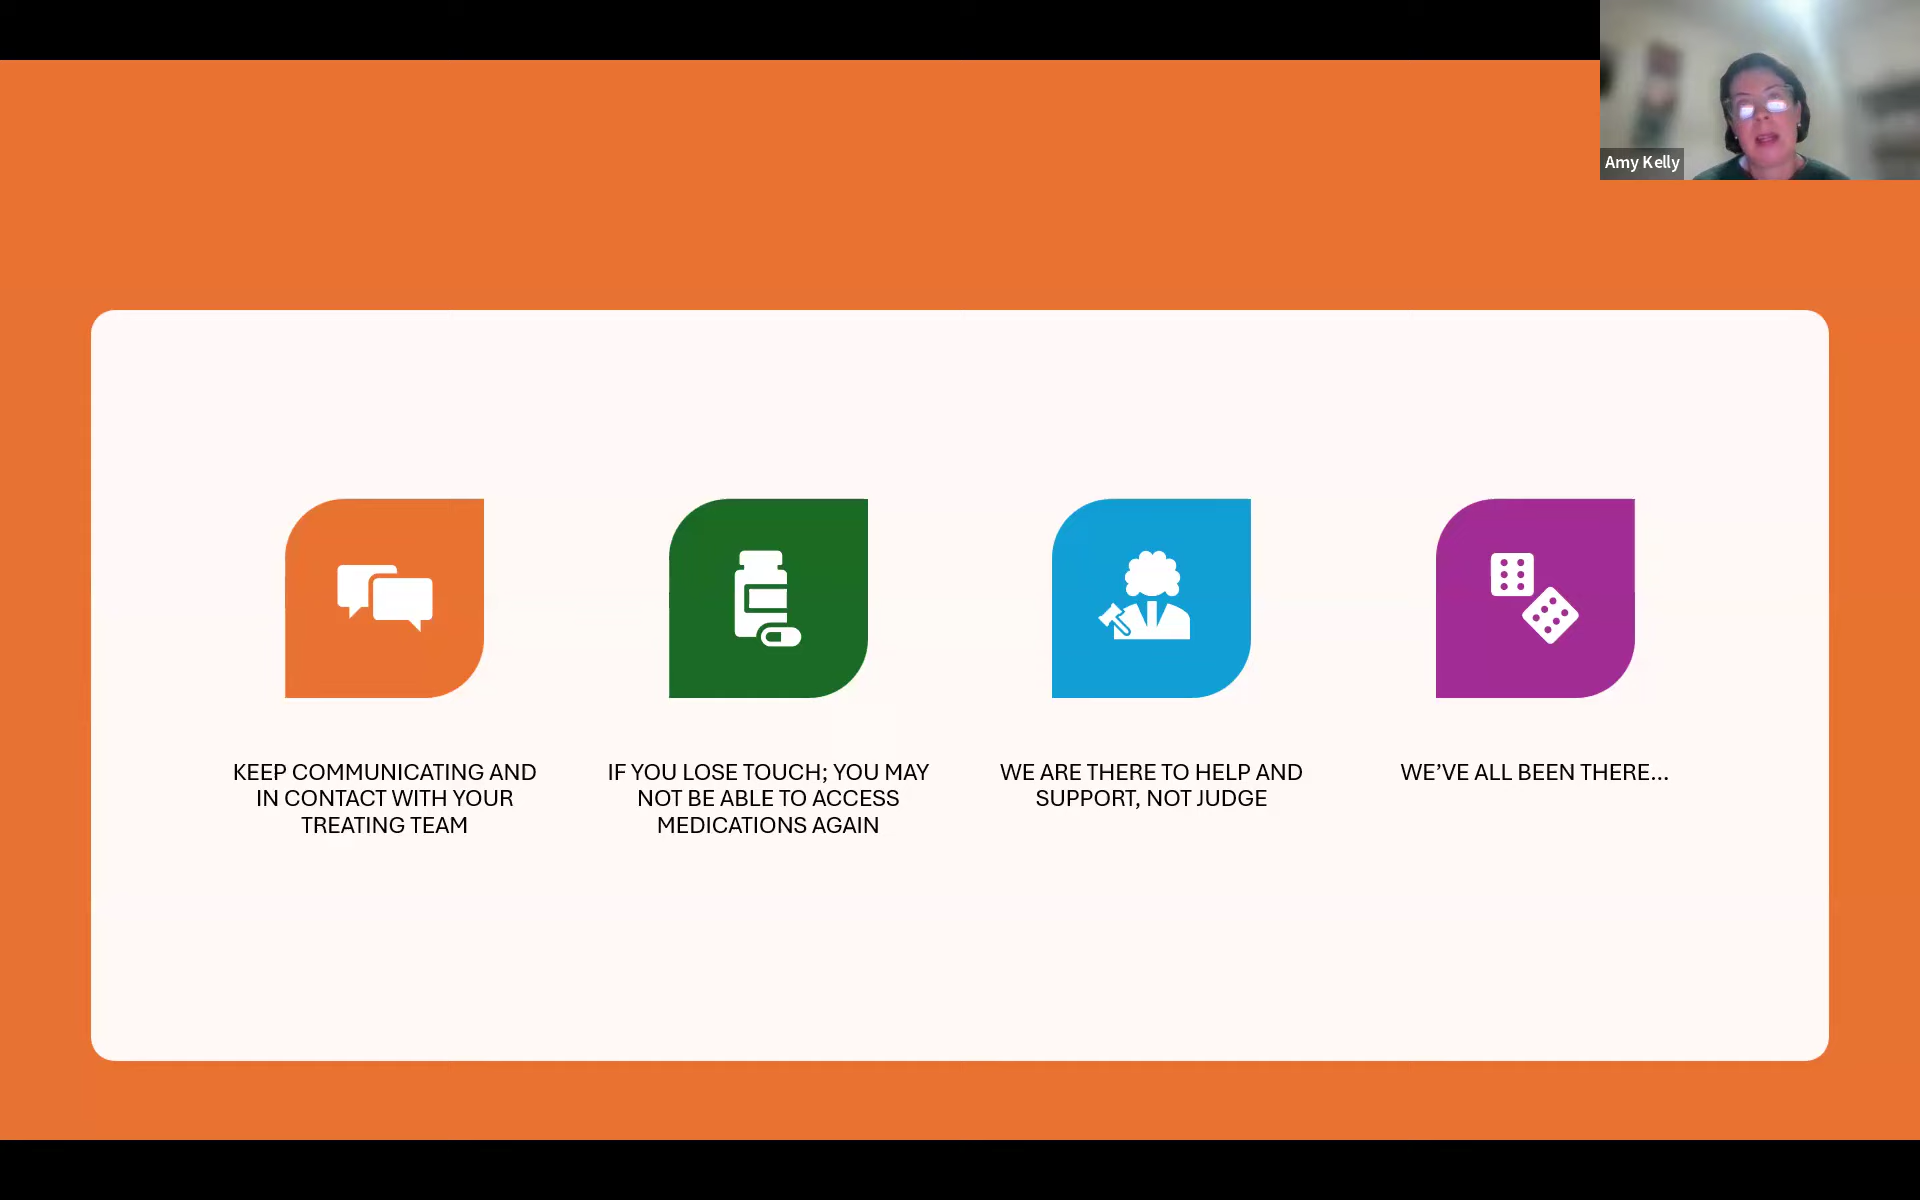 Amy Kelly
KEEP COMMUNICATING AND
IN CONTACT WITH YOUR
TREATING TEAM
IF YOU LOSE TOUCH; YOU MAY
NOT BE ABLE TO ACCESS
MEDICATIONS AGAIN
WE ARE THERE TO HELP AND
SUPPORT, NOT JUDGE
WE’VE ALL BEEN THERE…